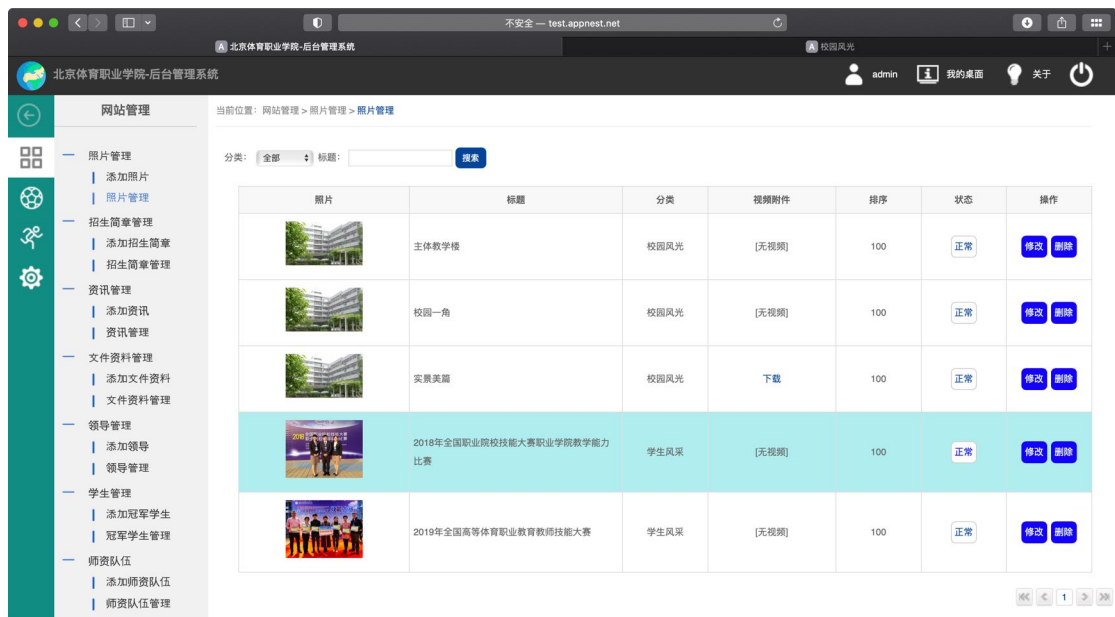 不安全 — test.appnest.net
A 北京体育职业学院-后台管理系统
A 校园风光
北京体育职业学院-后台管理系统
admin
我的桌面
关于
网站管理
照片管理
添加照片
照片管理
招生简章管理
添加招生简章
招生简章管理
资讯管理
添加资讯
资讯管理
文件资料管理
添加文件资料
文件资料管理
领导管理
添加领导
领导管理
学生管理
添加冠军学生
冠军学生管理
师资队伍
添加师资队伍
师资队伍管理
当前位置: 网站管理 > 照片管理 > 照片管理
分类: 全部 标题: 搜索
照片 标题 分类 视频附件 排序 状态 操作
主体教学楼 校园风光 [无视频] 100 正常 修改 删除
校园一角 校园风光 [无视频] 100 正常 修改 删除
实景美篇 校园风光 下载 100 正常 修改 删除
2018年全国职业院校技能大赛职业学院教学能力
比赛 学生风采 [无视频] 100 正常 修改 删除
2019年全国高等体育职业教育教师技能大赛 学生风采 [无视频] 100 正常 修改 删除
1